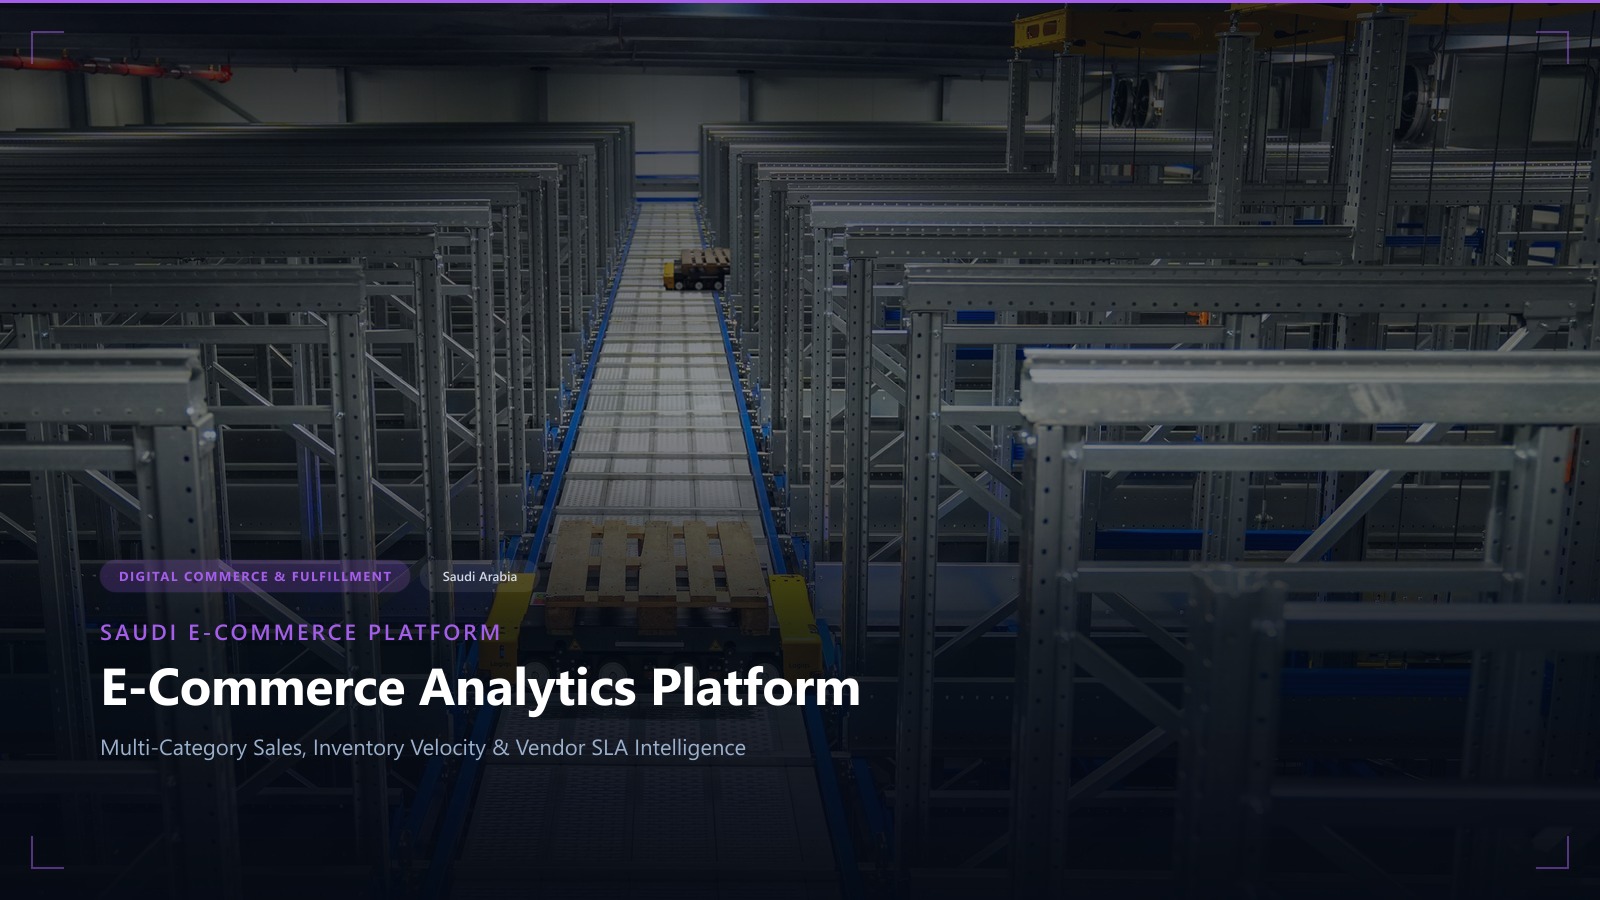 DIGITAL COMMERCE & FULFILLMENT
Saudi Arabia
SAUDI E-COMMERCE PLATFORM
E-Commerce Analytics Platform
Multi-Category Sales, Inventory Velocity & Vendor SLA Intelligence